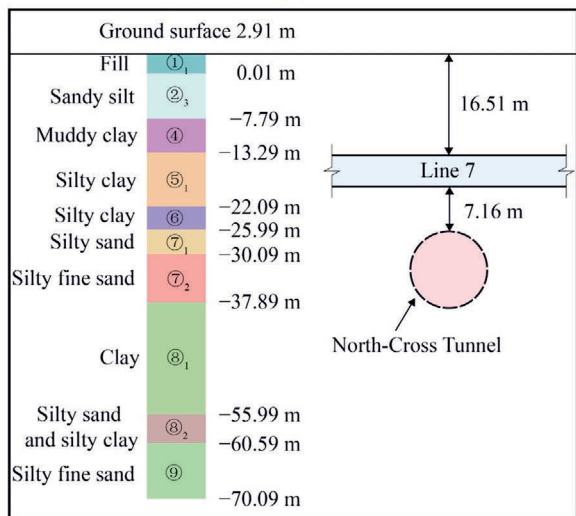 Ground surface 2.91 m
Fill ①₁ 0.01 m
Sandy silt ②₃
−7.79 m
Muddy clay ④
−13.29 m
Silty clay ⑤₁
−22.09 m
Silty clay ⑥
−25.99 m
Silty sand ⑦₁
−30.09 m
Silty fine sand ⑦₂
−37.89 m
Clay ⑧₁
−55.99 m
Silty sand
and silty clay ⑧₂
−60.59 m
Silty fine sand ⑨
−70.09 m
16.51 m
Line 7
7.16 m
North-Cross Tunnel